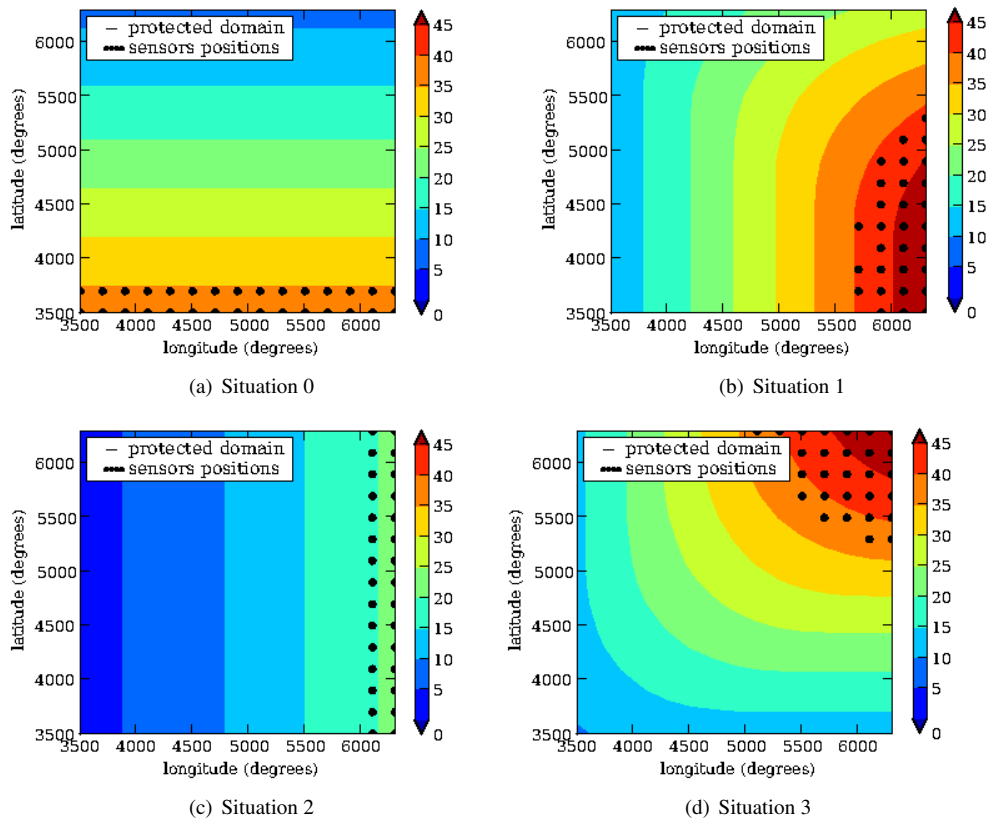 — protected domain
•••• sensors positions
latitude (degrees)
6000
5500
5000
4500
4000
3500
3500 4000 4500 5000 5500 6000
longitude (degrees)
45
40
35
30
25
20
15
10
5
0
(a) Situation 0
— protected domain
•••• sensors positions
latitude (degrees)
6000
5500
5000
4500
4000
3500
3500 4000 4500 5000 5500 6000
longitude (degrees)
45
40
35
30
25
20
15
10
5
0
(b) Situation 1
— protected domain
•••• sensors positions
latitude (degrees)
6000
5500
5000
4500
4000
3500
3500 4000 4500 5000 5500 6000
longitude (degrees)
45
40
35
30
25
20
15
10
5
0
(c) Situation 2
— protected domain
•••• sensors positions
latitude (degrees)
6000
5500
5000
4500
4000
3500
3500 4000 4500 5000 5500 6000
longitude (degrees)
45
40
35
30
25
20
15
10
5
0
(d) Situation 3